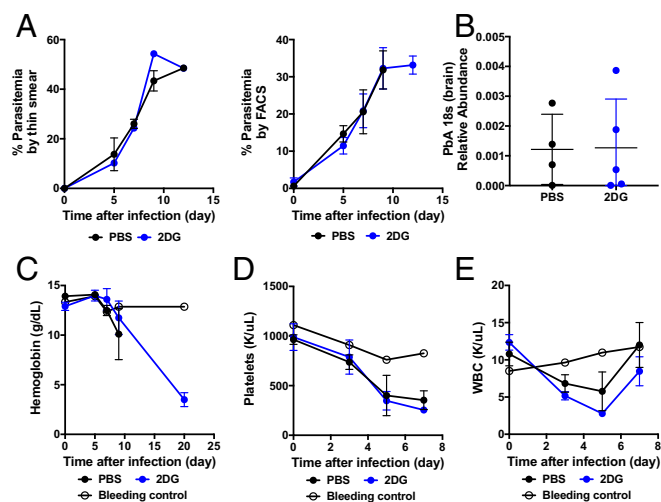 A
% Parasitemia
by thin smear
60
40
20
0
0
5
10
15
Time after infection (day)
PBS
2DG
% Parasitemia
by FACS
40
30
20
10
0
0
5
10
15
Time after infection (day)
PBS
2DG
B
PbA 18s (brain)
Relative Abundance
0.005
0.004
0.003
0.002
0.001
0.000
PBS
2DG
C
Hemoglobin (g/dL)
15
10
5
0
0
5
10
15
20
25
Time after infection (day)
PBS
2DG
Bleeding control
D
Platelets (K/uL)
1500
1000
500
0
0
2
4
6
8
Time after infection (day)
PBS
2DG
Bleeding control
E
WBC (K/uL)
20
15
10
5
0
0
2
4
6
8
Time after infection (day)
PBS
2DG
Bleeding control